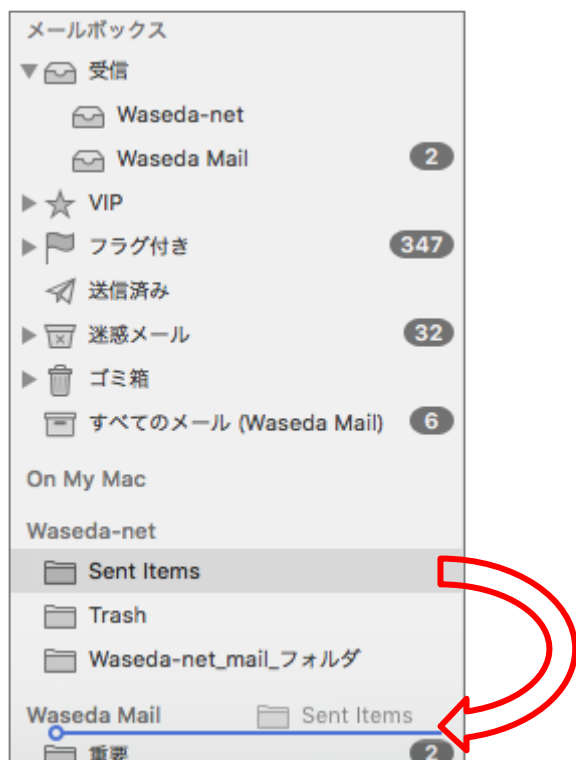 メールボックス
受信
Waseda-net
Waseda Mail 2
VIP
フラグ付き 347
送信済み
迷惑メール 32
ゴミ箱
すべてのメール (Waseda Mail) 6
On My Mac
Waseda-net
Sent Items
Trash
Waseda-net_mail_フォルダ
Waseda Mail Sent Items
重要 2